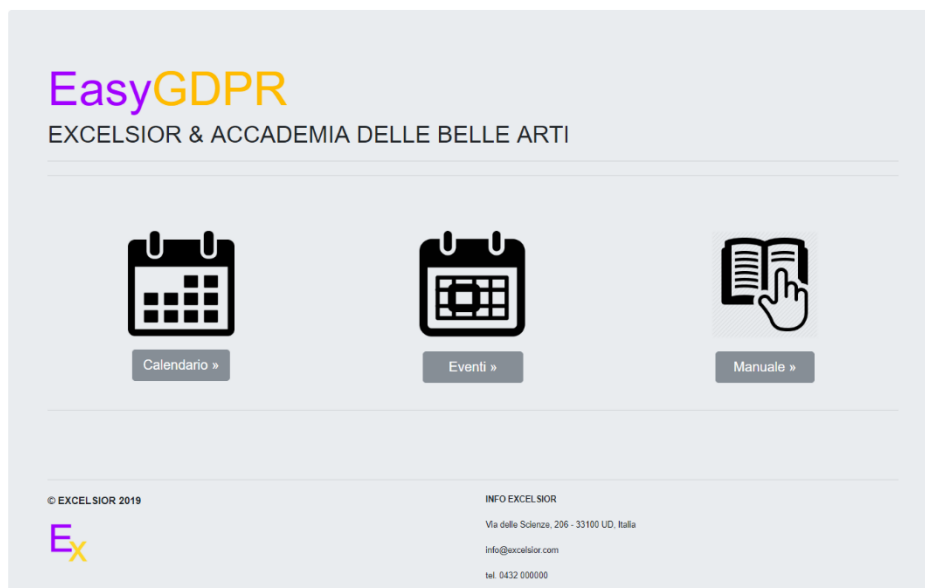 EasyGDPR
EXCELSIOR & ACCADEMIA DELLE BELLE ARTI
Calendario »
Eventi »
Manuale »
© EXCELSIOR 2019
Ex
INFO EXCELSIOR
Via delle Scienze, 206 - 33100 UD, Italia
info@excelsior.com
tel. 0432 000000